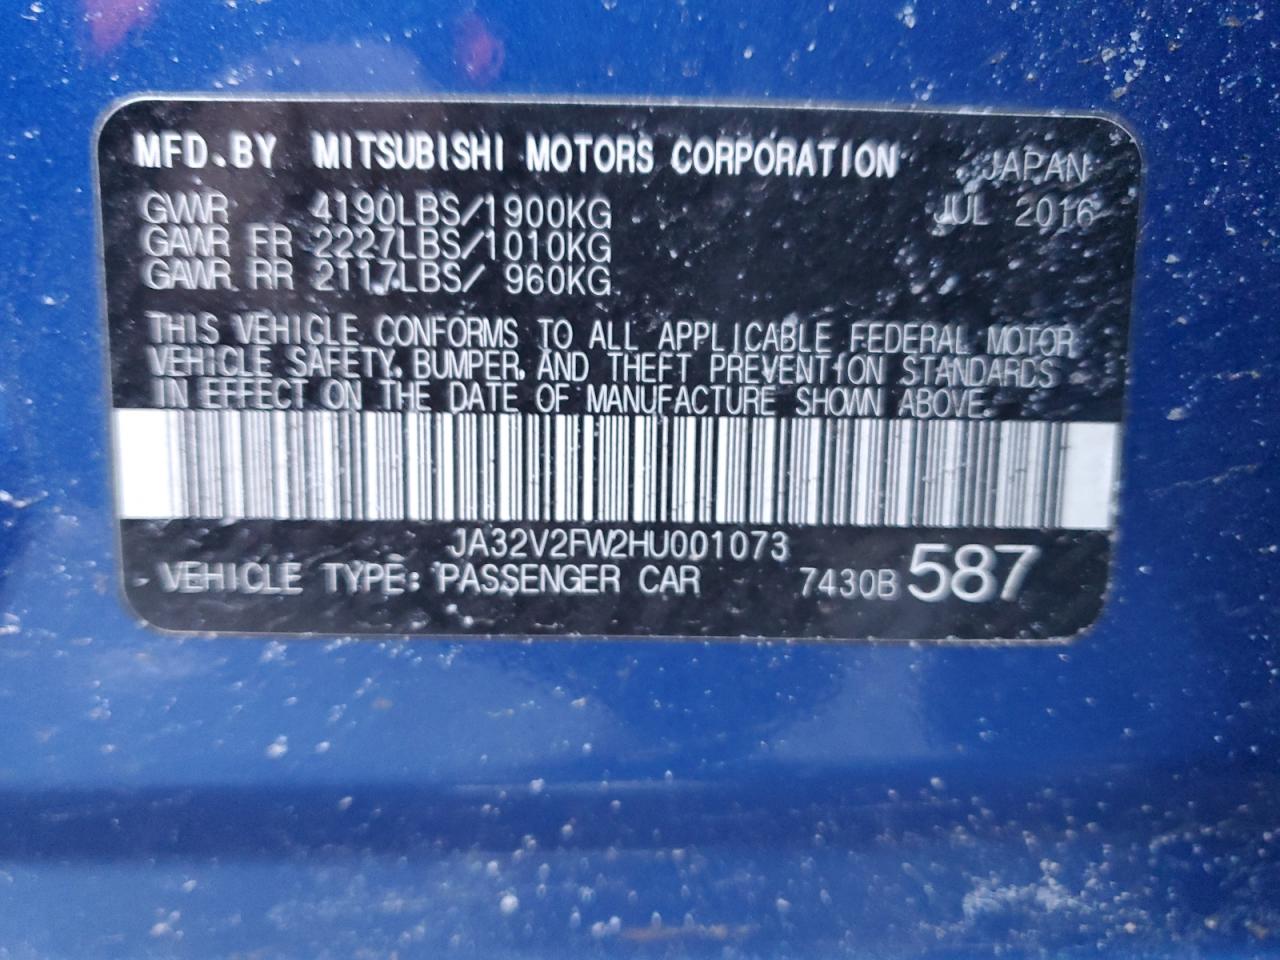 MFD.BY MITSUBISHI MOTORS CORPORATION JAPAN
GWR 4190LBS/1900KG JUL 2016
GAWR FR 2227LBS/1010KG
GAWR RR 2117LBS/ 960KG
THIS VEHICLE CONFORMS TO ALL APPLICABLE FEDERAL MOTOR
VEHICLE SAFETY, BUMPER, AND THEFT PREVENTION STANDARDS
IN EFFECT ON THE DATE OF MANUFACTURE SHOWN ABOVE.
JA32V2FW2HU001073
VEHICLE TYPE: PASSENGER CAR 7430B 587